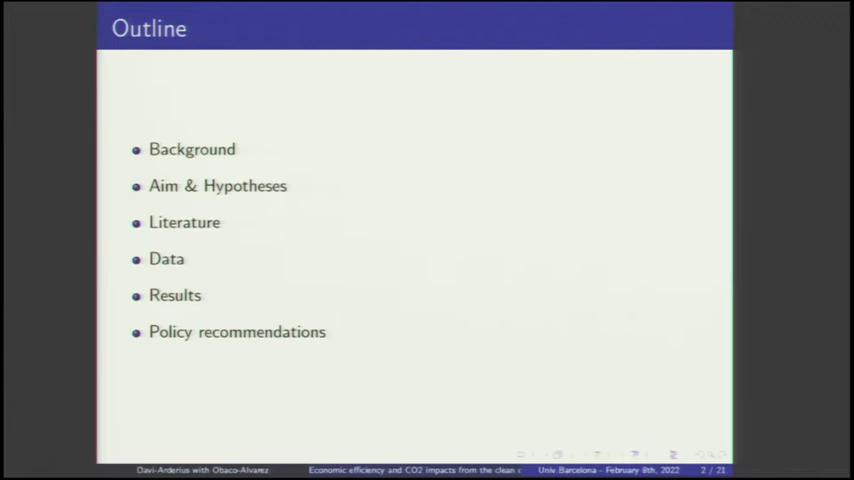 Outline
Background
Aim & Hypotheses
Literature
Data
Results
Policy recommendations
Davi-Arderius with Obaco-Alvarez
Economic efficiency and CO2 impacts from the clean
Univ.Barcelona - February 8th, 2022
2 / 21